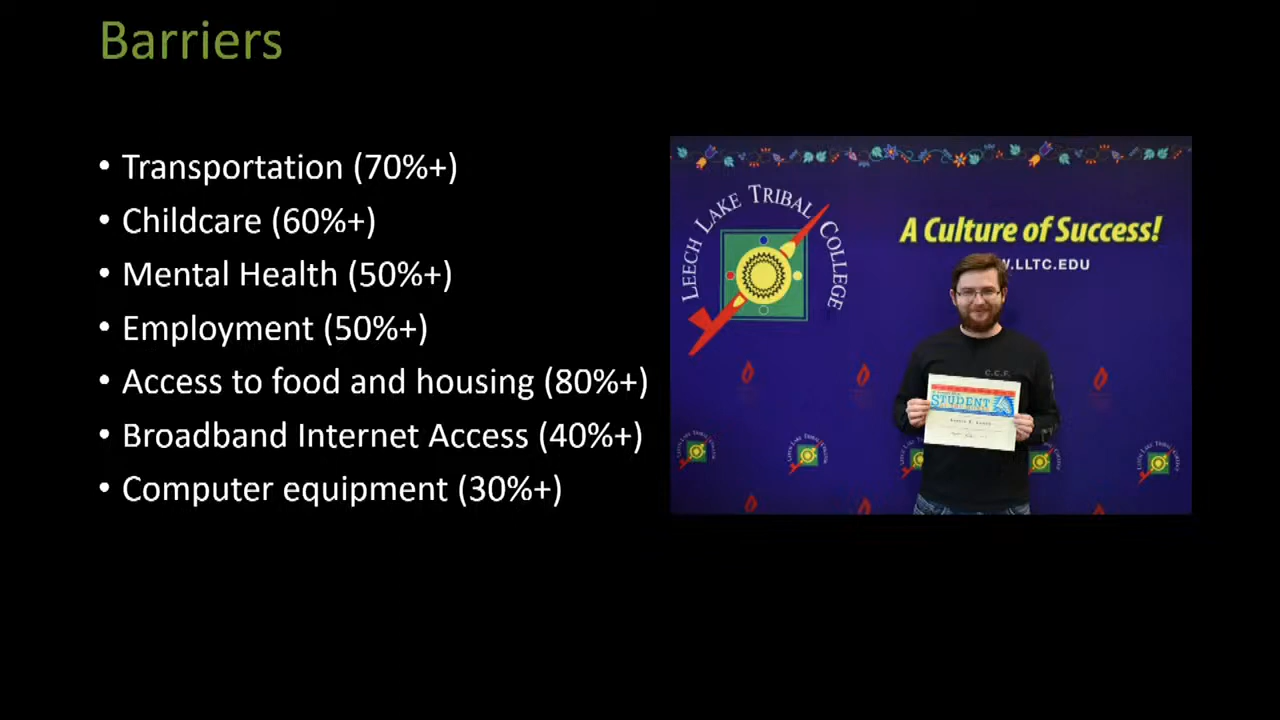 Barriers
• Transportation (70%+)
• Childcare (60%+)
• Mental Health (50%+)
• Employment (50%+)
• Access to food and housing (80%+)
• Broadband Internet Access (40%+)
• Computer equipment (30%+)
LEECH LAKE TRIBAL COLLEGE
A Culture of Success!
W.LLTC.EDU
C.C.F.
STUDENT